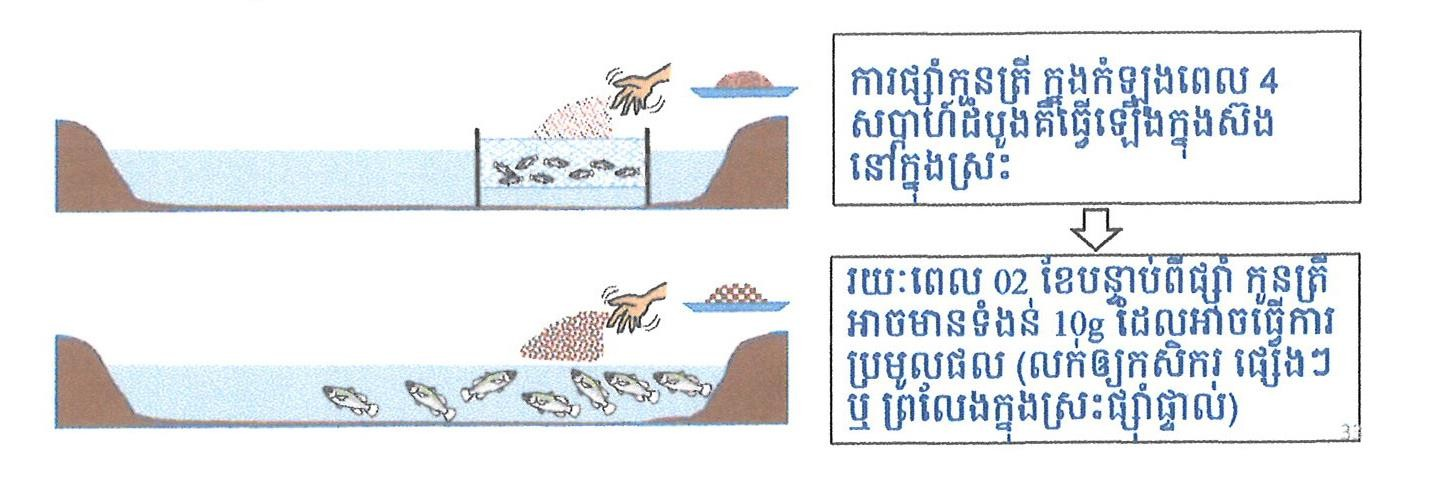 ការផ្សាំកូនត្រី ក្នុងកំឡុងពេល 4
សប្តាហ៍ដំបូងគឺធ្វើឡើងក្នុងស៊ង
នៅក្នុងស្រះ
រយៈពេល 02 ខែបន្ទាប់ពីផ្សាំ កូនត្រី
អាចមានទំងន់ 10g ដែលអាចធ្វើការ
ប្រមូលផល (លក់ឲ្យកសិករ ផ្សេងៗ
ឬ ព្រលែងក្នុងស្រះផ្សាំផ្ទាល់)